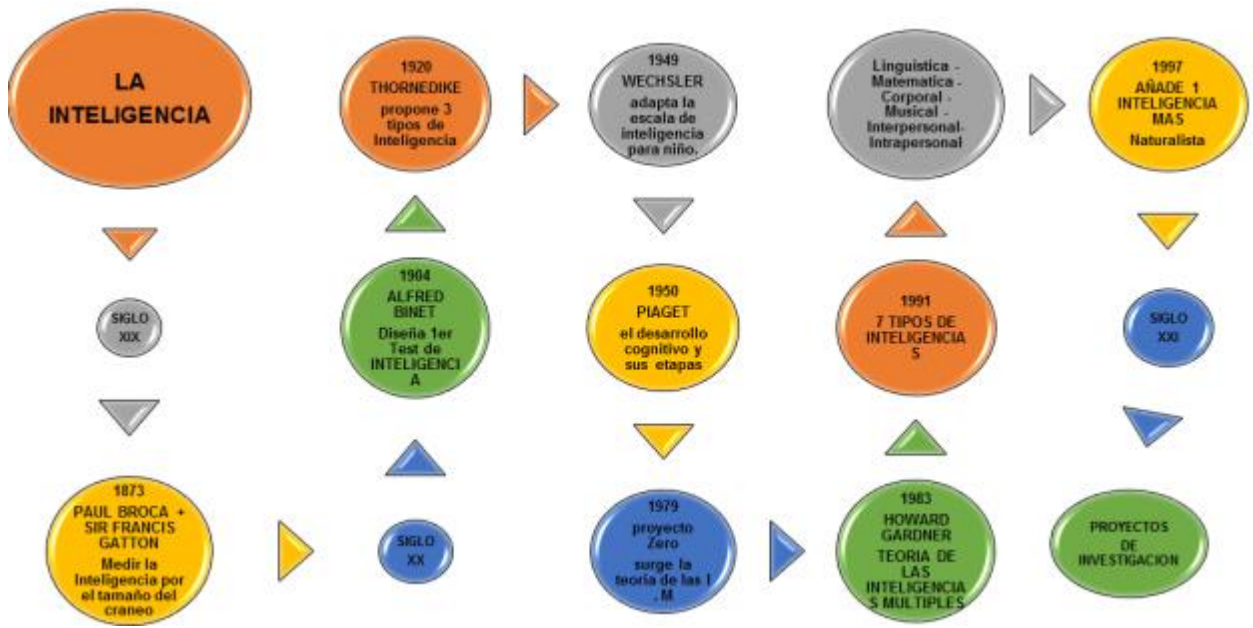 LA
INTELIGENCIA
SIGLO
XIX
1873
PAUL BROCA +
SIR FRANCIS
GATTON
Medir la
Inteligencia por
el tamaño del
craneo
SIGLO
XX
1904
ALFRED
BINET
Diseña 1er
Test de
INTELIGENCI
A
1920
THORNEDIKE
propone 3
tipos de
Inteligencia
1949
WECHSLER
adapta la
escala de
inteligencia
para niño.
1950
PIAGET
el desarrollo
cognitivo y
sus etapas
1979
proyecto
Zero
surge la
teoria de las I
. M
1983
HOWARD
GARDNER
TEORIA DE
LAS
INTELIGENCIA
S MULTIPLES
1991
7 TIPOS DE
INTELIGENCIA
S
Linguistica -
Matematica -
Corporal -
Musical -
Interpersonal-
Intrapersonal
1997
AÑADE 1
INTELIGENCIA
MAS
Naturalista
SIGLO
XXI
PROYECTOS
DE
INVESTIGACION